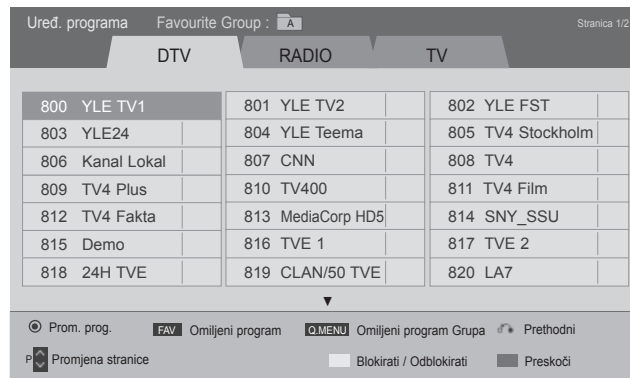 Uređ. programa Favourite Group : A Stranica 1/2
DTV RADIO TV
800 YLE TV1 801 YLE TV2 802 YLE FST
803 YLE24 804 YLE Teema 805 TV4 Stockholm
806 Kanal Lokal 807 CNN 808 TV4
809 TV4 Plus 810 TV400 811 TV4 Film
812 TV4 Fakta 813 MediaCorp HD5 814 SNY_SSU
815 Demo 816 TVE 1 817 TVE 2
818 24H TVE 819 CLAN/50 TVE 820 LA7
Prom. prog. FAV Omiljeni program Q.MENU Omiljeni program Grupa Prethodni
P Promjena stranice Blokirati / Odblokirati Preskoči